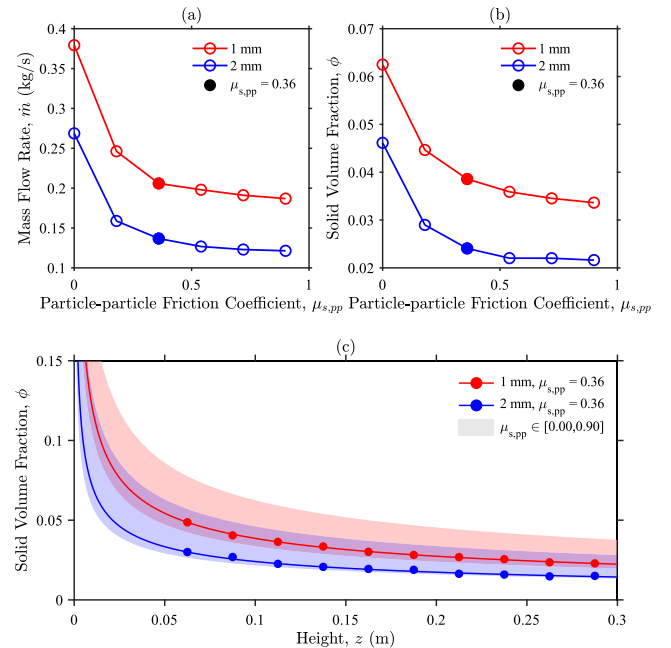 (a)
0.4
0.35
0.3
0.25
0.2
0.15
0.1
Mass Flow Rate, ṁ (kg/s)
1 mm
2 mm
μs,pp = 0.36
0 0.5 1
Particle-particle Friction Coefficient, μs,pp
(b)
0.07
0.06
0.05
0.04
0.03
0.02
Solid Volume Fraction, ϕ
1 mm
2 mm
μs,pp = 0.36
0 0.5 1
Particle-particle Friction Coefficient, μs,pp
(c)
0.15
0.1
0.05
0
Solid Volume Fraction, ϕ
1 mm, μs,pp = 0.36
2 mm, μs,pp = 0.36
μs,pp ∈ [0.00,0.90]
0 0.05 0.1 0.15 0.2 0.25 0.3
Height, z (m)